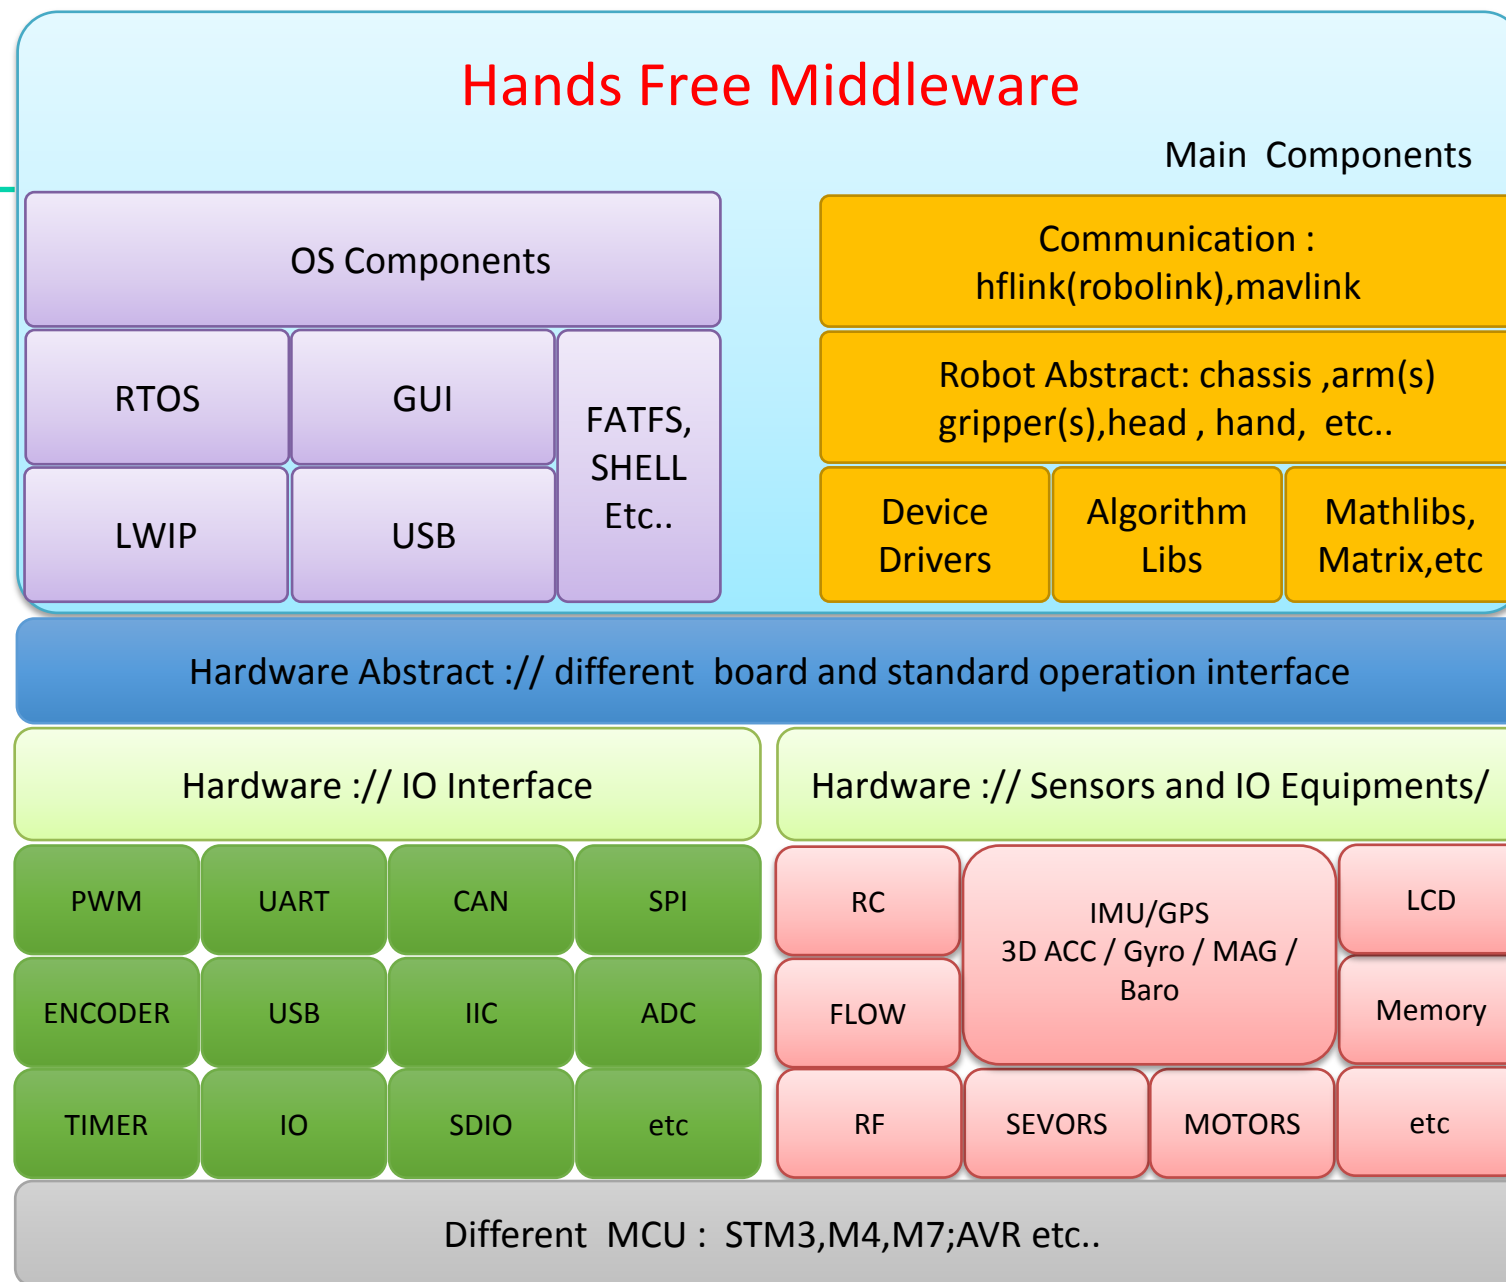 Hands Free Middleware
Main Components
OS Components
RTOS
GUI
FATFS,
SHELL
Etc..
LWIP
USB
Communication :
hflink(robolink),mavlink
Robot Abstract: chassis ,arm(s)
gripper(s),head , hand, etc..
Device
Drivers
Algorithm
Libs
Mathlibs,
Matrix,etc
Hardware Abstract :// different board and standard operation interface
Hardware :// IO Interface
PWM
UART
CAN
SPI
ENCODER
USB
IIC
ADC
TIMER
IO
SDIO
etc
Hardware :// Sensors and IO Equipments/
RC
IMU/GPS
3D ACC / Gyro / MAG /
Baro
LCD
FLOW
Memory
RF
SEVORS
MOTORS
etc
Different MCU : STM3,M4,M7;AVR etc..